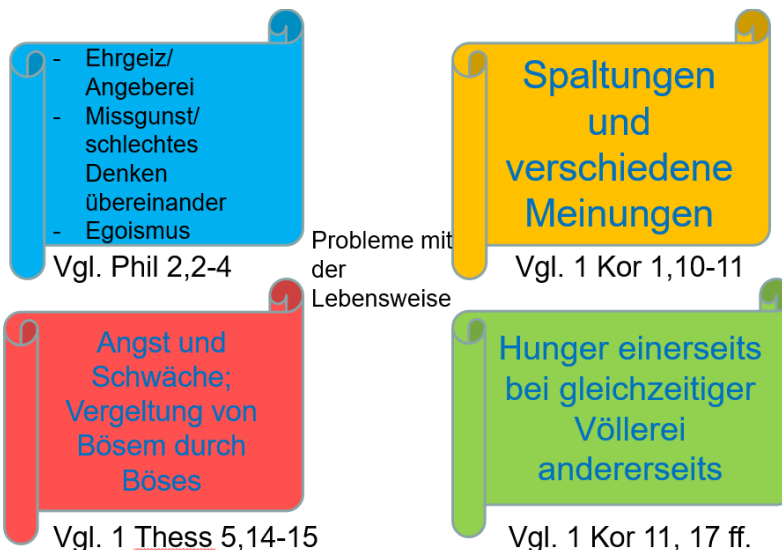 - Ehrgeiz/
Angeberei
- Missgunst/
schlechtes
Denken
übereinander
- Egoismus
Vgl. Phil 2,2-4
Spaltungen
und
verschiedene
Meinungen
Vgl. 1 Kor 1,10-11
Probleme mit
der
Lebensweise
Angst und
Schwäche;
Vergeltung von
Bösem durch
Böses
Vgl. 1 Thess 5,14-15
Hunger einerseits
bei gleichzeitiger
Völlerei
andererseits
Vgl. 1 Kor 11, 17 ff.